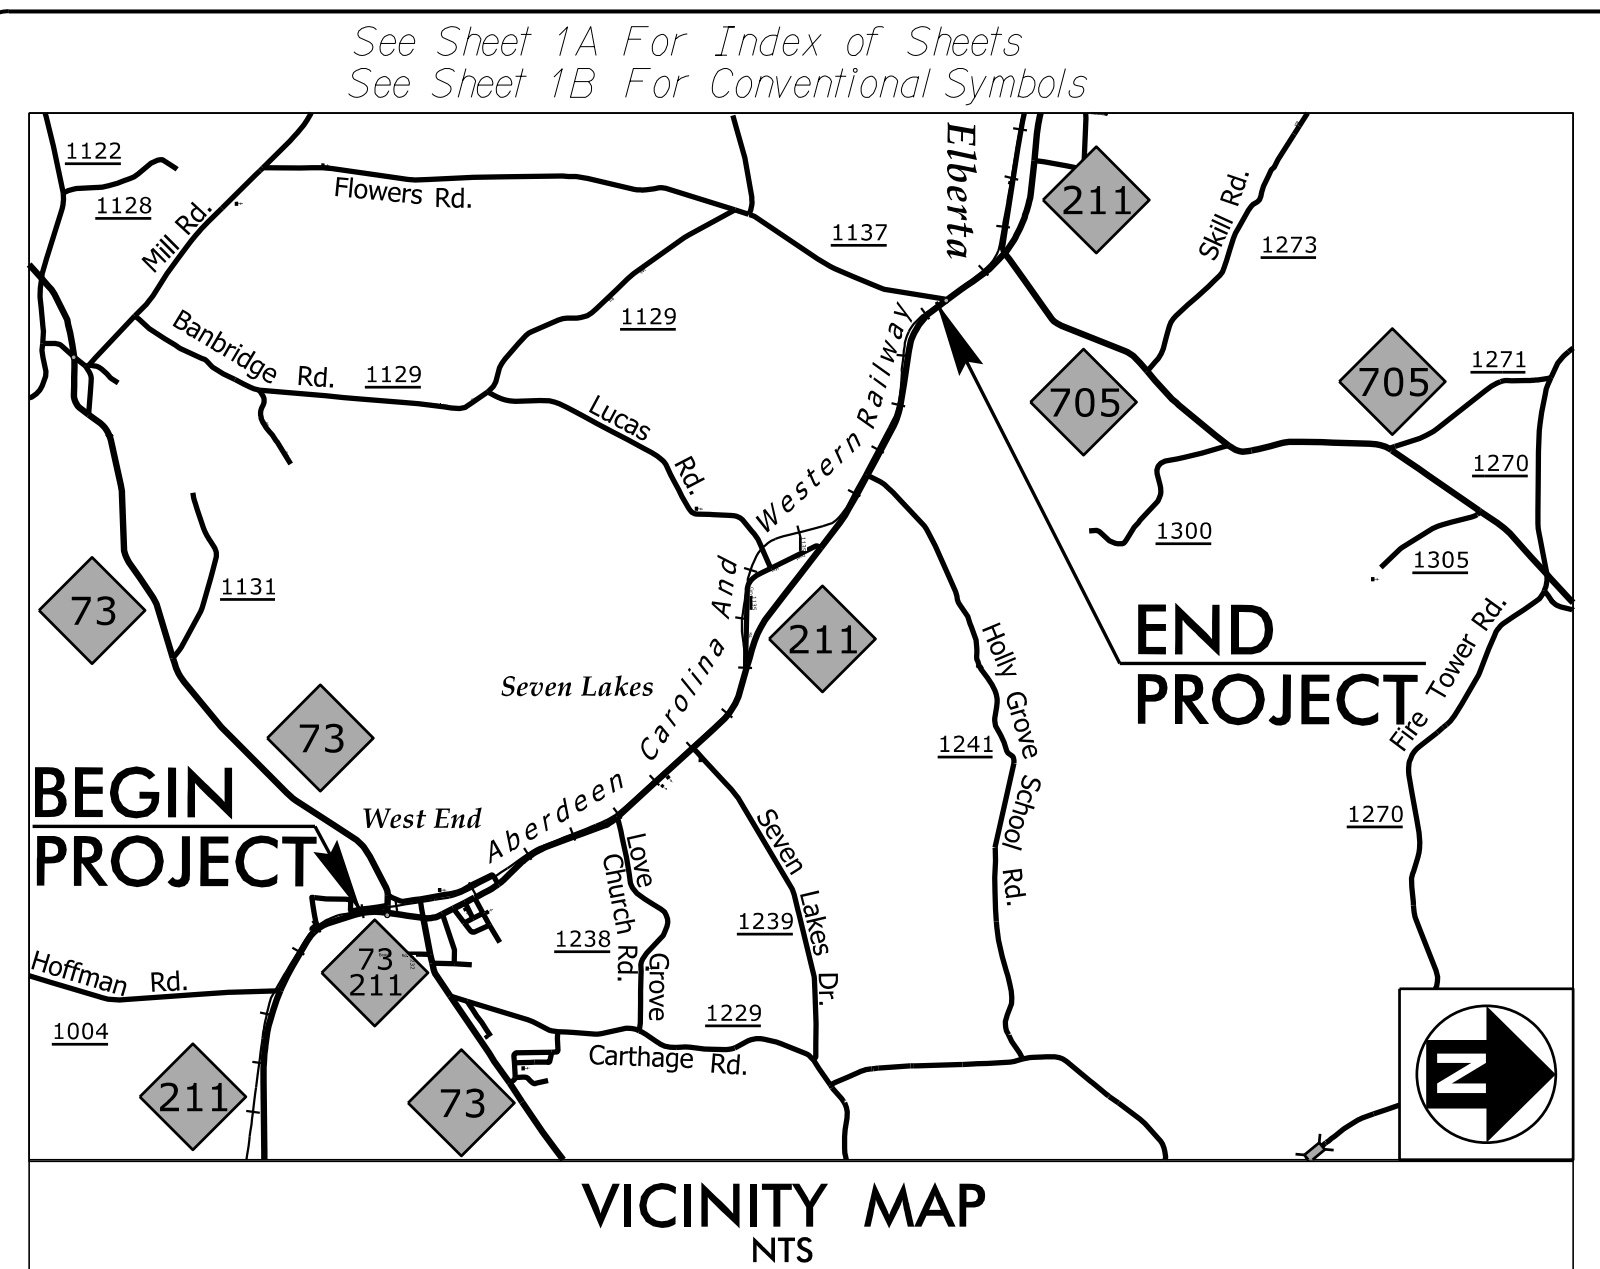 See Sheet 1A For Index of Sheets
See Sheet 1B For Conventional Symbols
1122
1128
Mill Rd.
Flowers Rd.
1137
Elberta
211
Skill Rd.
1273
Banbridge Rd.
1129
1129
Lucas Rd.
705
705
1271
1270
1300
1305
73
1131
Aberdeen Carolina And Western Railway
211
END
PROJECT
Fire Tower Rd.
Seven Lakes
73
Holly Grove School Rd.
1241
1270
BEGIN
PROJECT
West End
Love Grove
Church Rd.
1238
Seven Lakes Dr.
1239
73
211
Hoffman Rd.
1004
1229
Carthage Rd.
211
73
N
VICINITY MAP
NTS